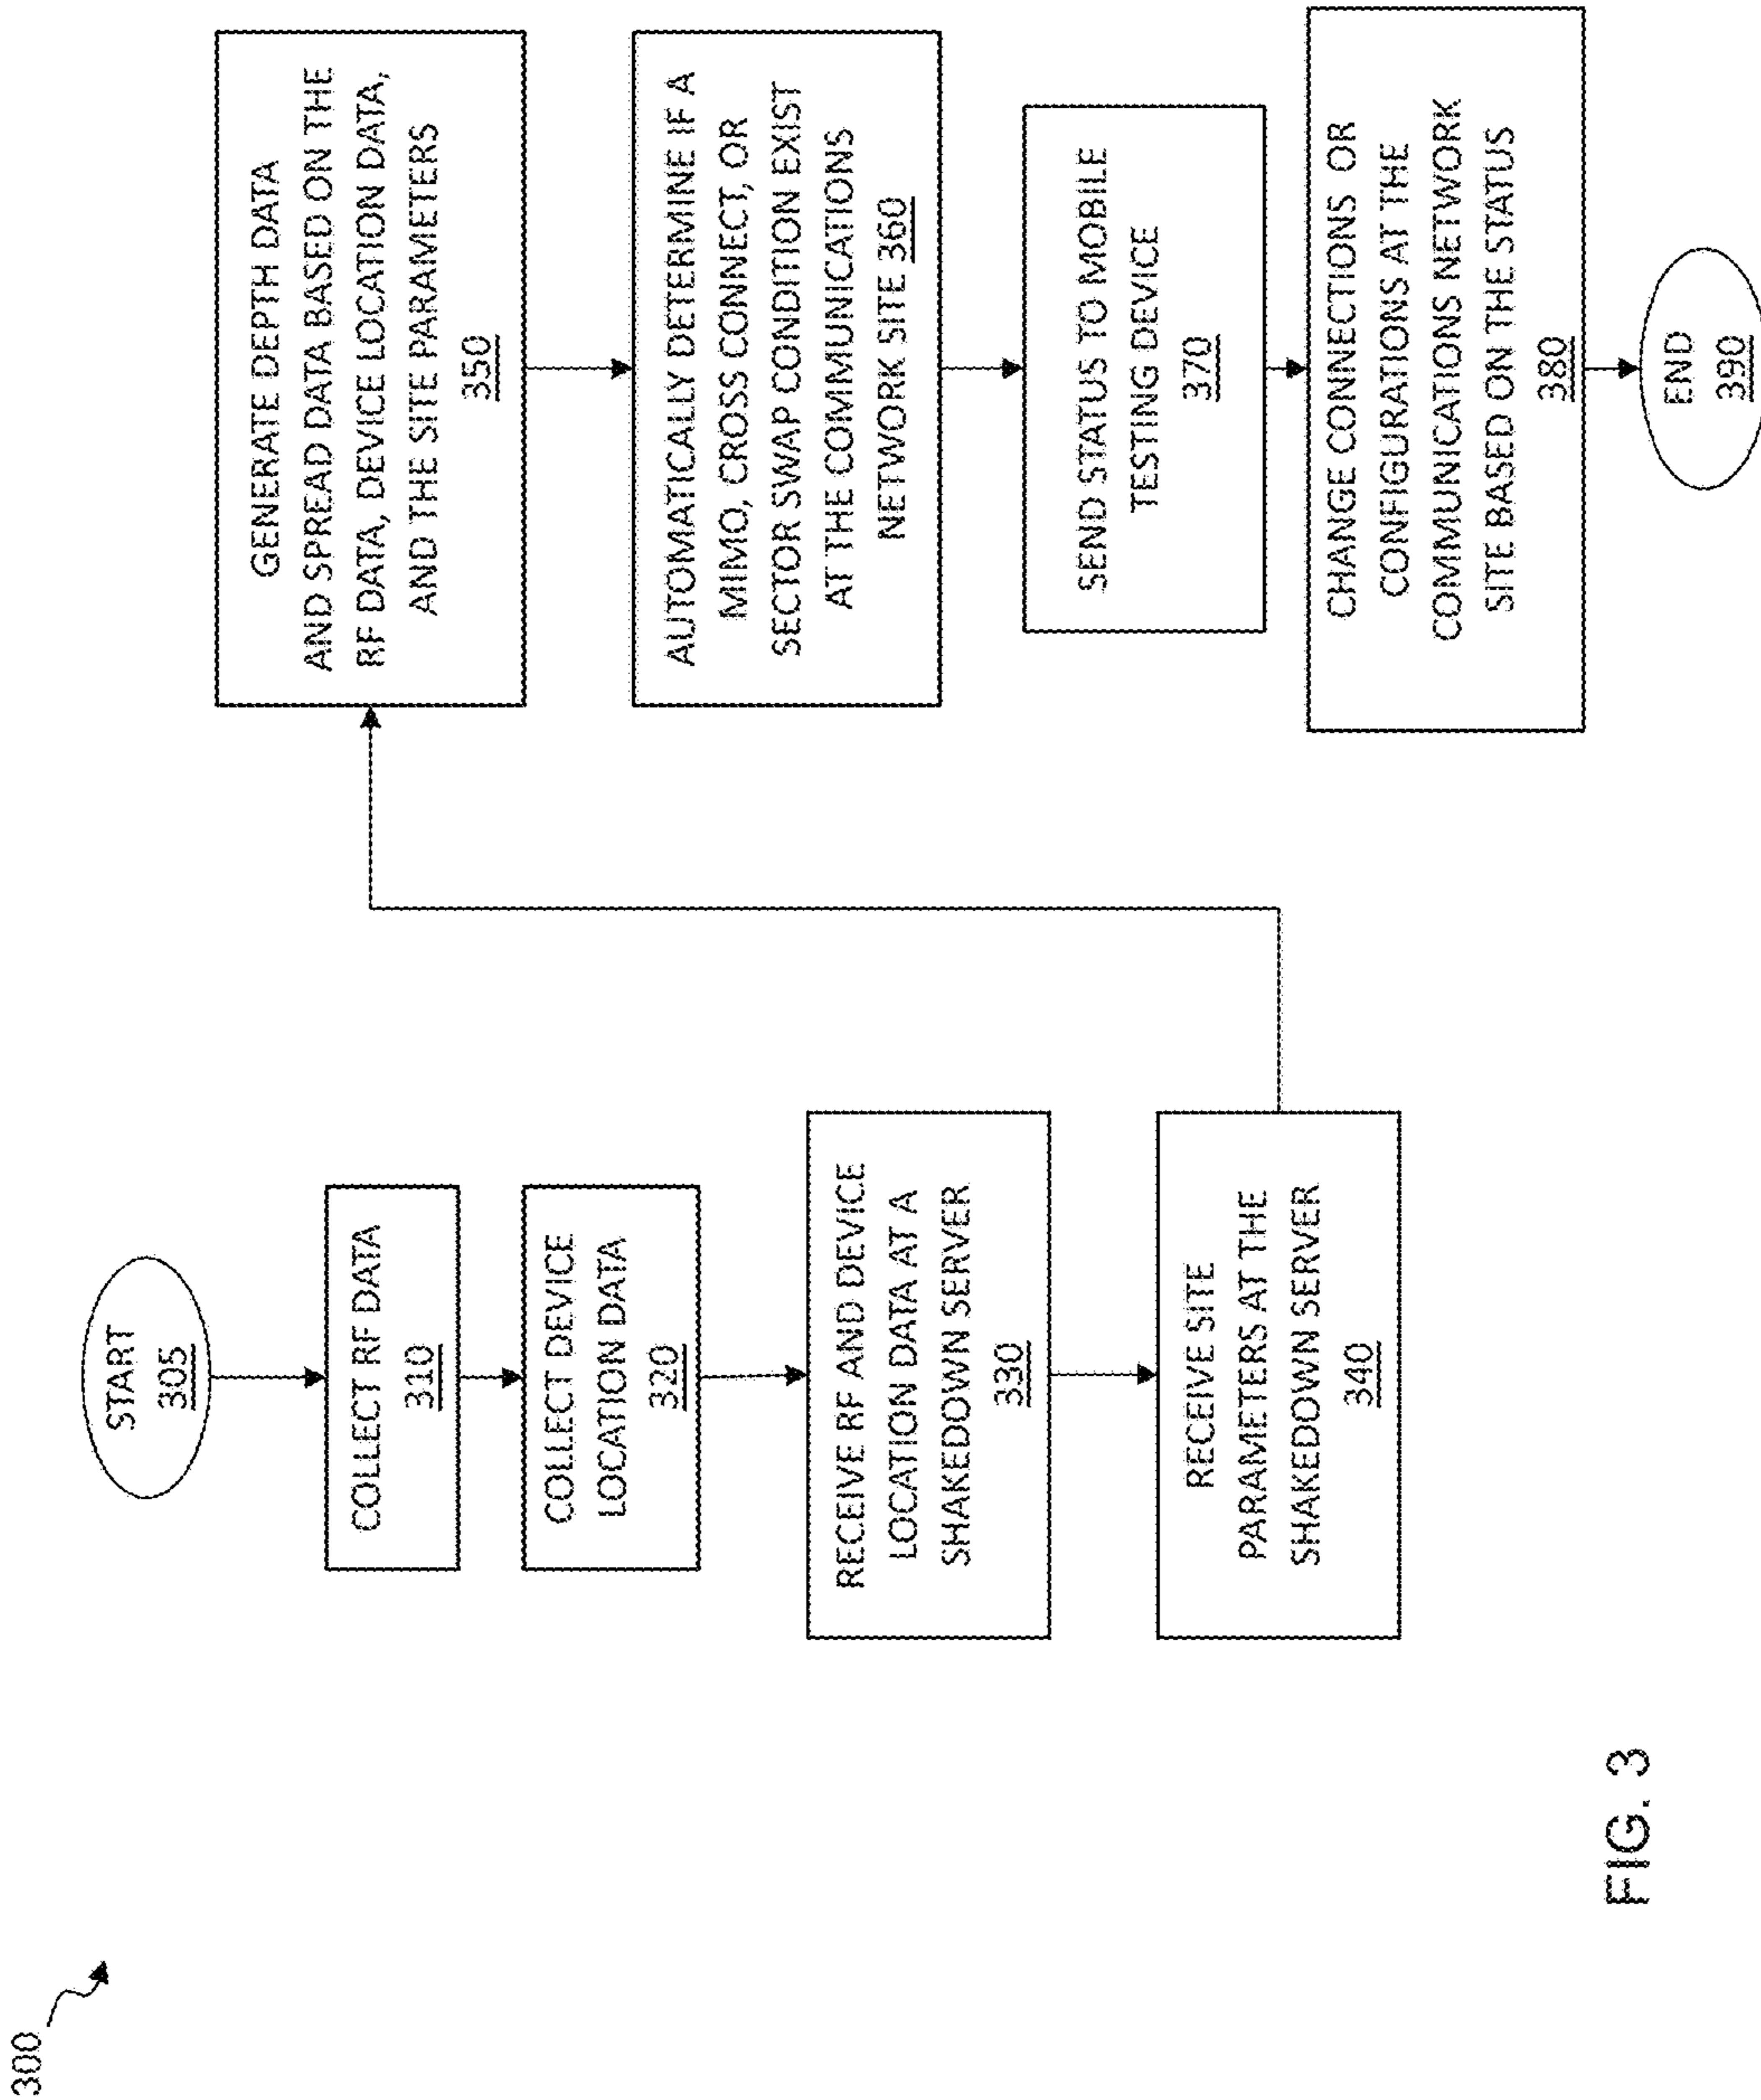 300
START
305
COLLECT RF DATA
310
COLLECT DEVICE
LOCATION DATA
320
RECEIVE RF AND DEVICE
LOCATION DATA AT A
SHAKEDOWN SERVER
330
RECEIVE SITE
PARAMETERS AT THE
SHAKEDOWN SERVER
340
GENERATE DEPTH DATA
AND SPREAD DATA BASED ON THE
RF DATA, DEVICE LOCATION DATA,
AND THE SITE PARAMETERS
350
AUTOMATICALLY DETERMINE IF A
MIMO, CROSS CONNECT, OR
SECTOR SWAP CONDITION EXIST
AT THE COMMUNICATIONS
NETWORK SITE 360
SEND STATUS TO MOBILE
TESTING DEVICE
370
CHANGE CONNECTIONS OR
CONFIGURATIONS AT THE
COMMUNICATIONS NETWORK
SITE BASED ON THE STATUS
380
END
390
FIG. 3